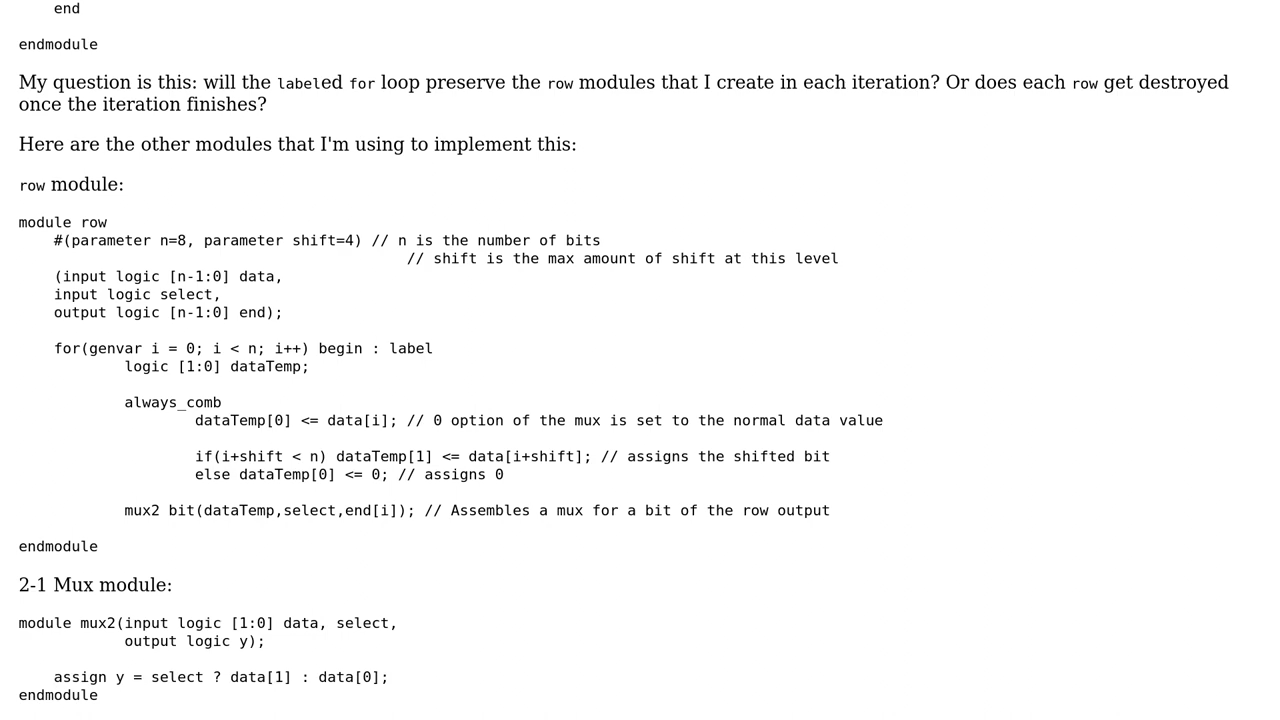 end

endmodule

My question is this: will the labeled for loop preserve the row modules that I create in each iteration? Or does each row get destroyed
once the iteration finishes?

Here are the other modules that I'm using to implement this:

row module:

module row
    #(parameter n=8, parameter shift=4) // n is the number of bits
                                            // shift is the max amount of shift at this level
    (input logic [n-1:0] data,
    input logic select,
    output logic [n-1:0] end);

    for(genvar i = 0; i < n; i++) begin : label
            logic [1:0] dataTemp;

            always_comb
                    dataTemp[0] <= data[i]; // 0 option of the mux is set to the normal data value

                    if(i+shift < n) dataTemp[1] <= data[i+shift]; // assigns the shifted bit
                    else dataTemp[0] <= 0; // assigns 0

            mux2 bit(dataTemp,select,end[i]); // Assembles a mux for a bit of the row output

endmodule

2-1 Mux module:

module mux2(input logic [1:0] data, select,
            output logic y);

    assign y = select ? data[1] : data[0];
endmodule